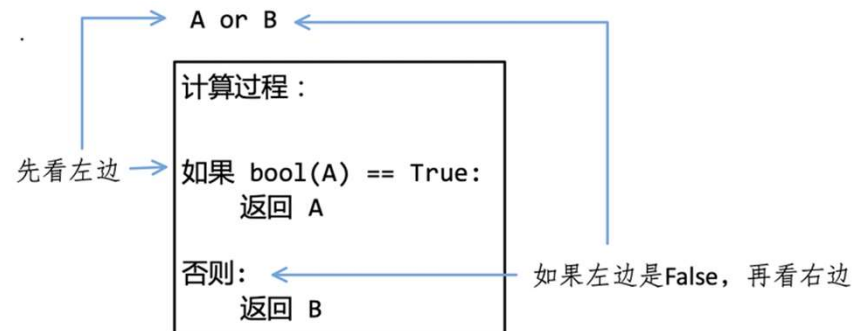 A or B
计算过程：
先看左边
如果 bool(A) == True:
返回 A
否则:
如果左边是False，再看右边
返回 B